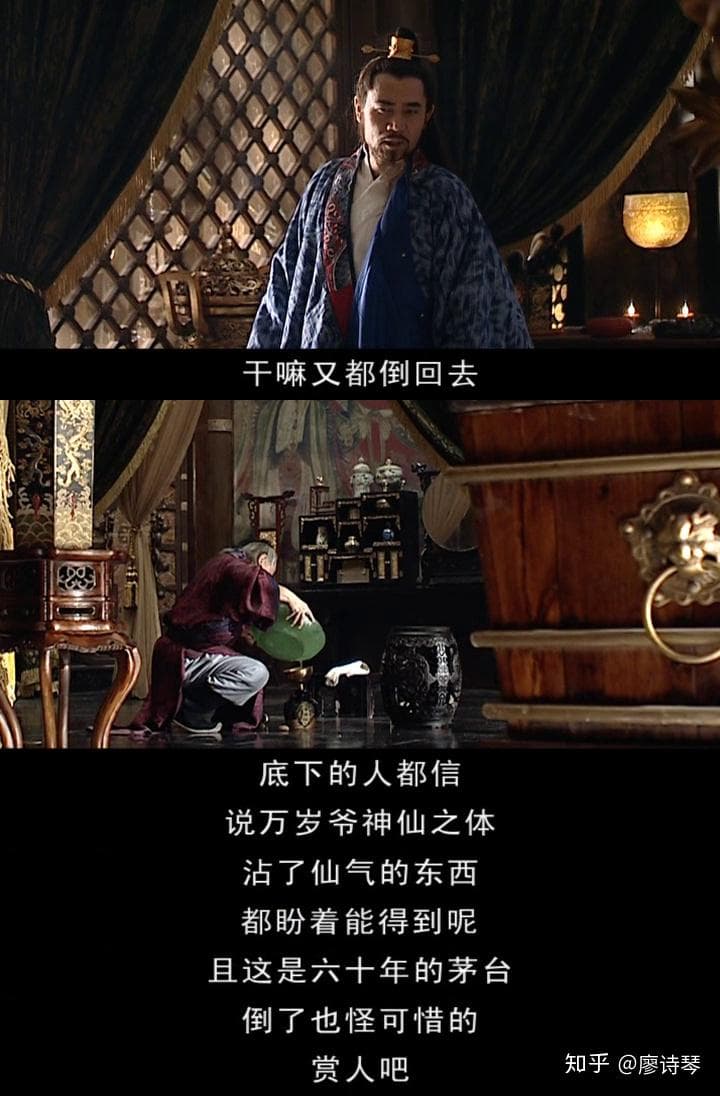 干嘛又都倒回去
底下的人都信
说万岁爷神仙之体
沾了仙气的东西
都盼着能得到呢
且这是六十年的茅台
倒了也怪可惜的
赏人吧
知乎 @廖诗琴